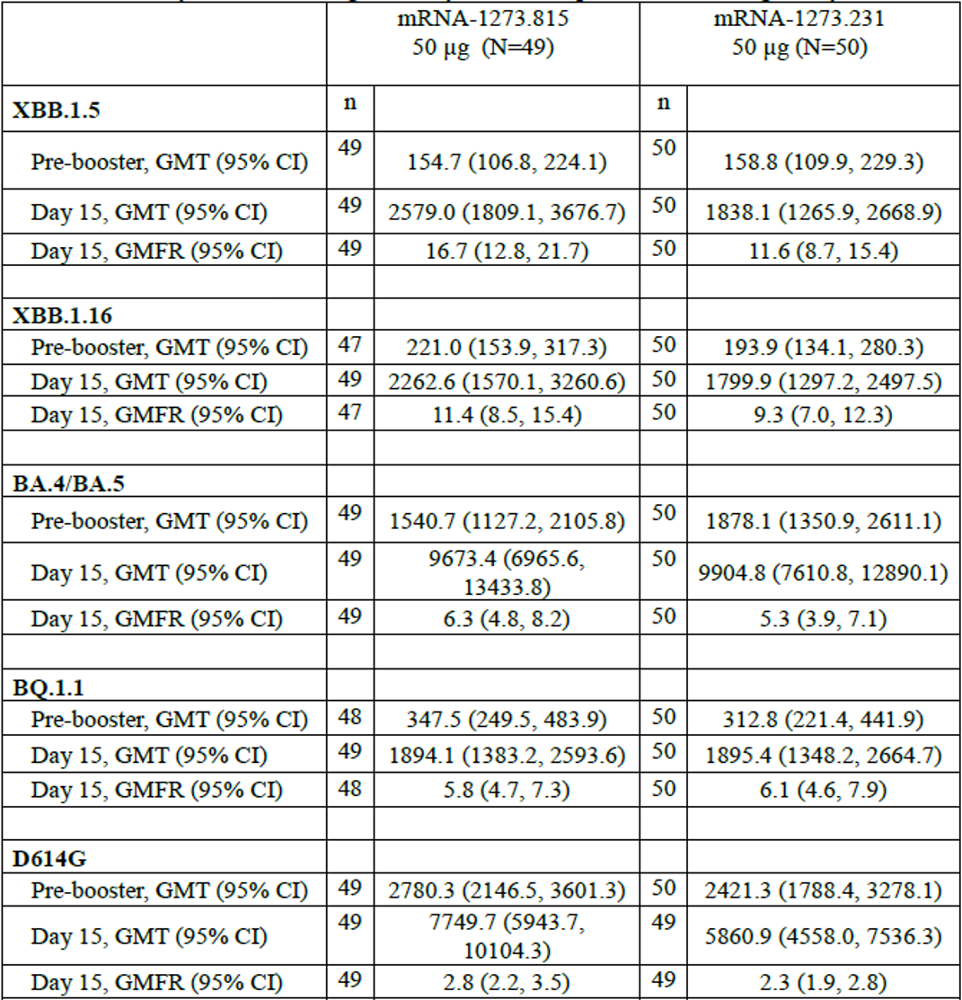 mRNA-1273.815 mRNA-1273.231
50 µg (N=49) 50 µg (N=50)
XBB.1.5 n n
Pre-booster, GMT (95% CI) 49 154.7 (106.8, 224.1) 50 158.8 (109.9, 229.3)
Day 15, GMT (95% CI) 49 2579.0 (1809.1, 3676.7) 50 1838.1 (1265.9, 2668.9)
Day 15, GMFR (95% CI) 49 16.7 (12.8, 21.7) 50 11.6 (8.7, 15.4)
XBB.1.16
Pre-booster, GMT (95% CI) 47 221.0 (153.9, 317.3) 50 193.9 (134.1, 280.3)
Day 15, GMT (95% CI) 49 2262.6 (1570.1, 3260.6) 50 1799.9 (1297.2, 2497.5)
Day 15, GMFR (95% CI) 47 11.4 (8.5, 15.4) 50 9.3 (7.0, 12.3)
BA.4/BA.5
Pre-booster, GMT (95% CI) 49 1540.7 (1127.2, 2105.8) 50 1878.1 (1350.9, 2611.1)
Day 15, GMT (95% CI) 49 9673.4 (6965.6, 13433.8) 50 9904.8 (7610.8, 12890.1)
Day 15, GMFR (95% CI) 49 6.3 (4.8, 8.2) 50 5.3 (3.9, 7.1)
BQ.1.1
Pre-booster, GMT (95% CI) 48 347.5 (249.5, 483.9) 50 312.8 (221.4, 441.9)
Day 15, GMT (95% CI) 49 1894.1 (1383.2, 2593.6) 50 1895.4 (1348.2, 2664.7)
Day 15, GMFR (95% CI) 48 5.8 (4.7, 7.3) 50 6.1 (4.6, 7.9)
D614G
Pre-booster, GMT (95% CI) 49 2780.3 (2146.5, 3601.3) 50 2421.3 (1788.4, 3278.1)
Day 15, GMT (95% CI) 49 7749.7 (5943.7, 10104.3) 49 5860.9 (4558.0, 7536.3)
Day 15, GMFR (95% CI) 49 2.8 (2.2, 3.5) 49 2.3 (1.9, 2.8)